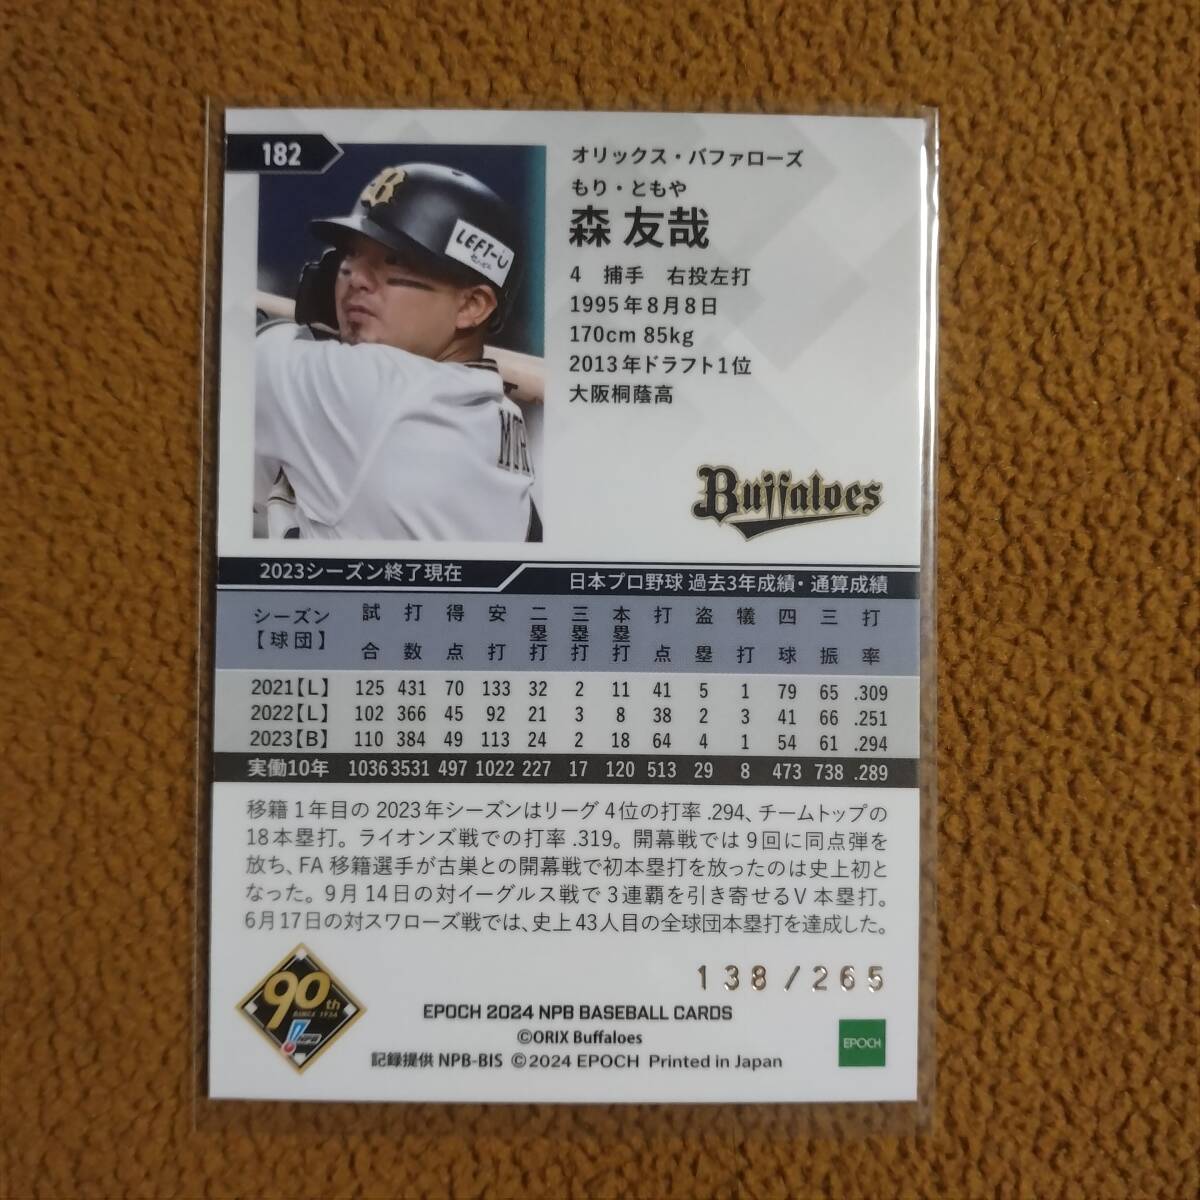 182
LEFT-U
オリックス・バファローズ
もり・ともや
森 友哉
4 捕手 右投左打
1995年8月8日
170cm 85kg
2013年ドラフト1位
大阪桐蔭高
Buffaloes
2023シーズン終了現在
日本プロ野球 過去3年成績・通算成績
シーズン【球団】 試合 打数 得点 安打 二塁打 三塁打 本塁打 打点 盗塁 犠打 四球 三振 打率
2021【L】 125 431 70 133 32 2 11 41 5 1 79 65 .309
2022【L】 102 366 45 92 21 3 8 38 2 3 41 66 .251
2023【B】 110 384 49 113 24 2 18 64 4 1 54 61 .294
実働10年 1036 3531 497 1022 227 17 120 513 29 8 473 738 .289
移籍1年目の2023年シーズンはリーグ4位の打率.294、チームトップの
18本塁打。ライオンズ戦での打率.319。開幕戦では9回に同点弾を
放ち、FA移籍選手が古巣との開幕戦で初本塁打を放ったのは史上初と
なった。9月14日の対イーグルス戦で3連覇を引き寄せるV本塁打。
6月17日の対スワローズ戦では、史上43人目の全球団本塁打を達成した。
138/265
90th
SINCE 1934
NPB
EPOCH 2024 NPB BASEBALL CARDS
©ORIX Buffaloes
記録提供 NPB-BIS ©2024 EPOCH Printed in Japan
EPOCH